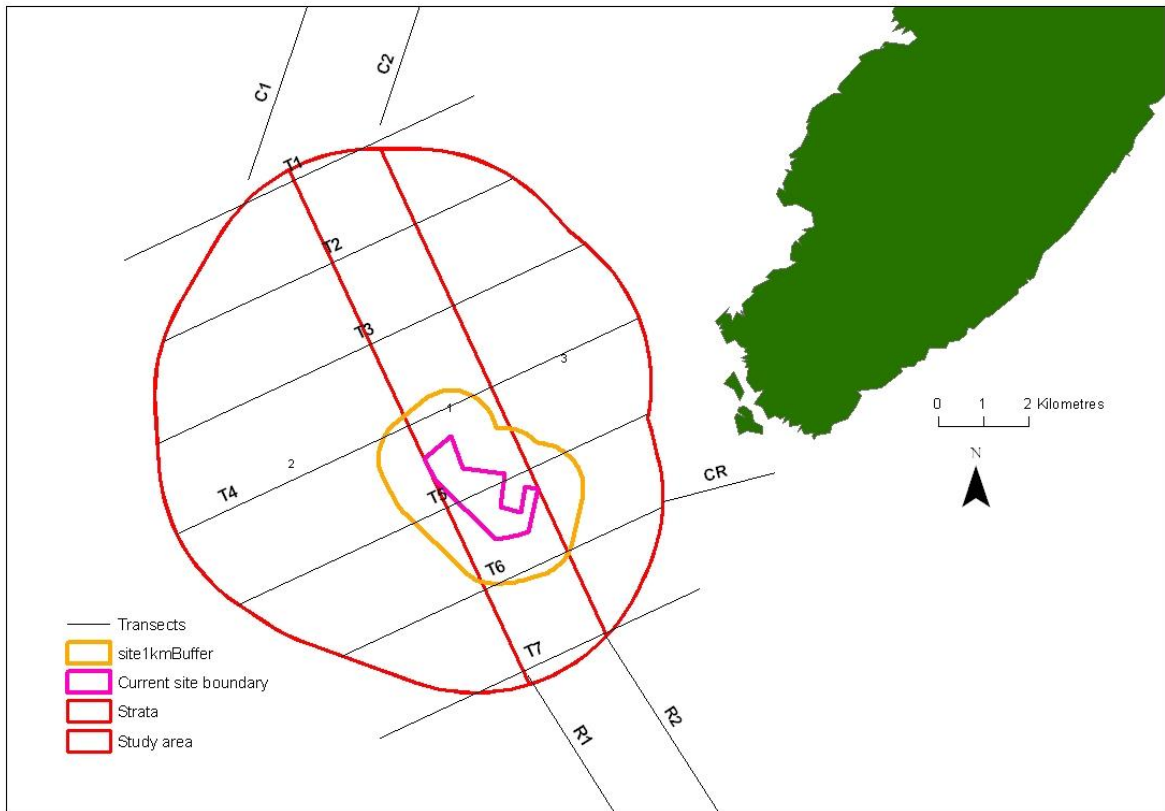 C1
C2
T1
T2
T3
3
1
2
T4
T5
CR
T6
T7
R1
R2
0 1 2 Kilometres
N
Transects
site1kmBuffer
Current site boundary
Strata
Study area